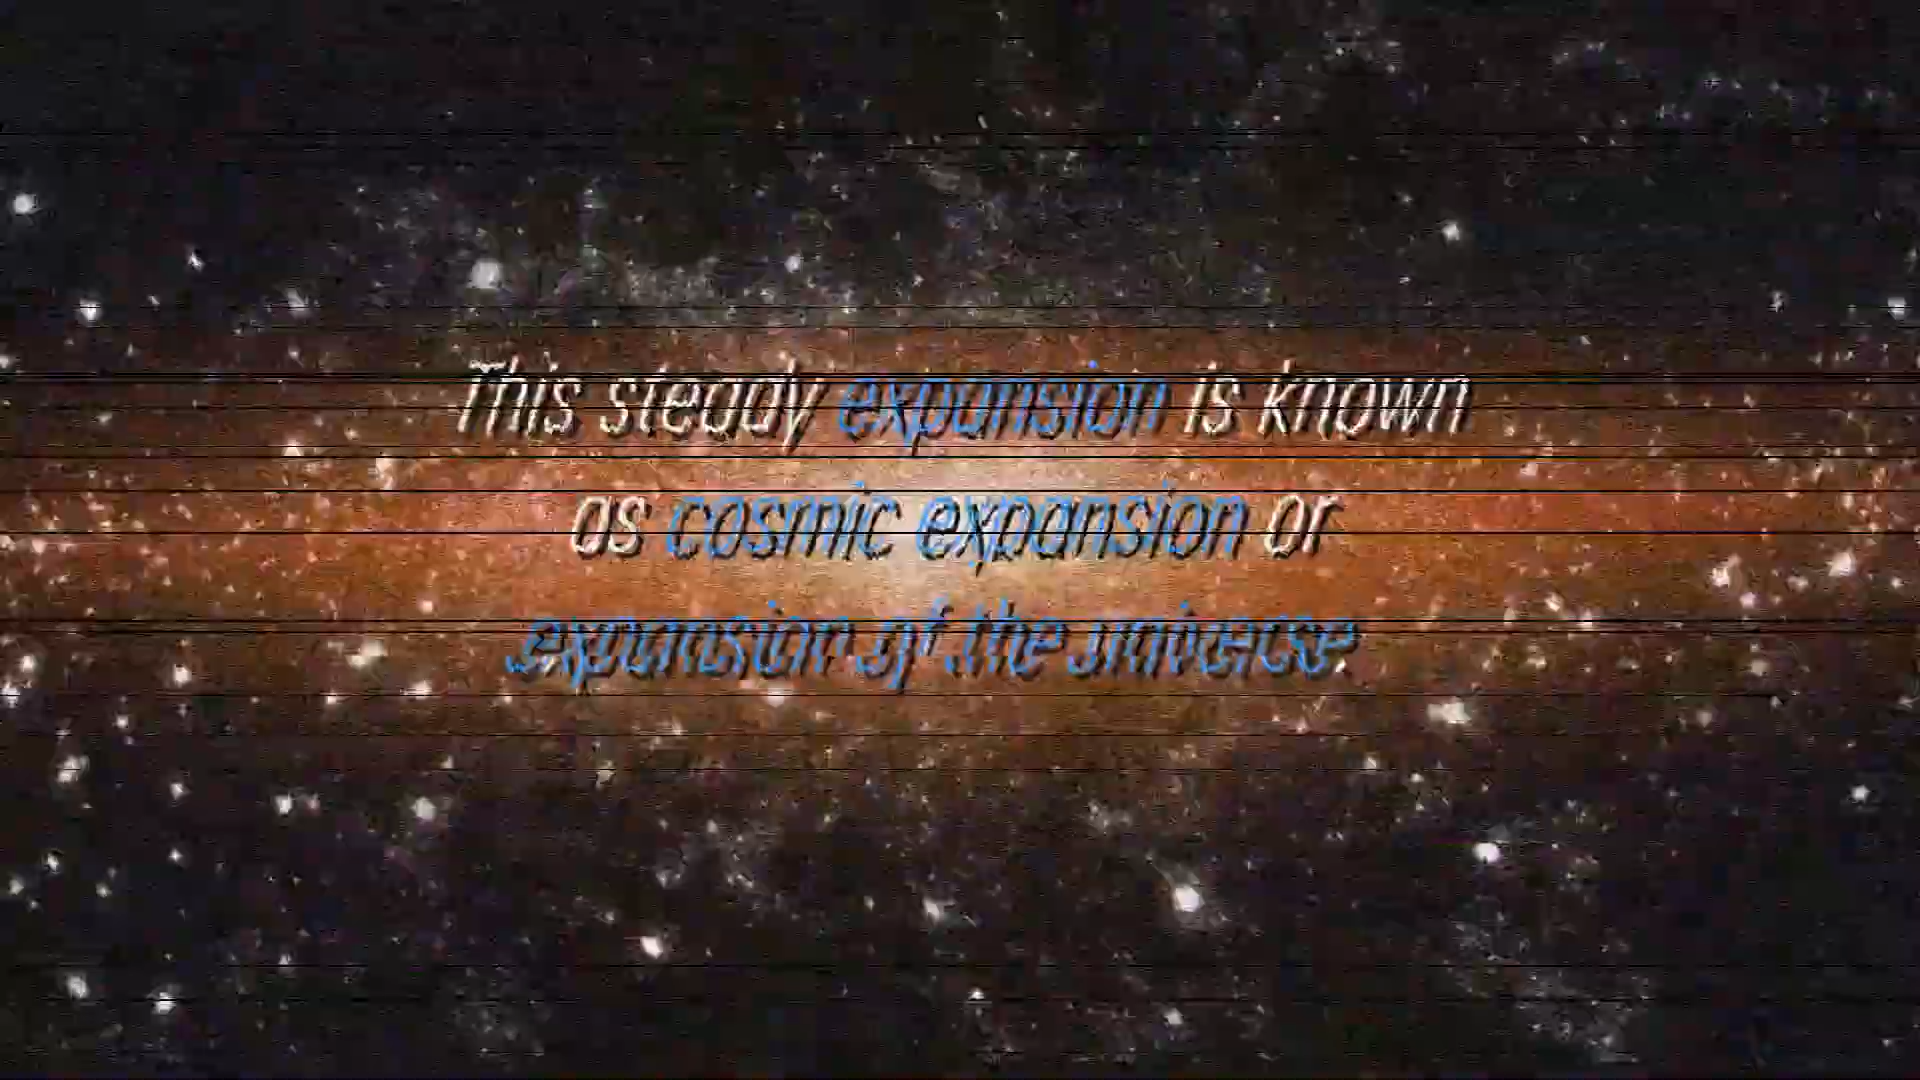 This steady expansion is known
as cosmic expansion or
expansion of the universe.